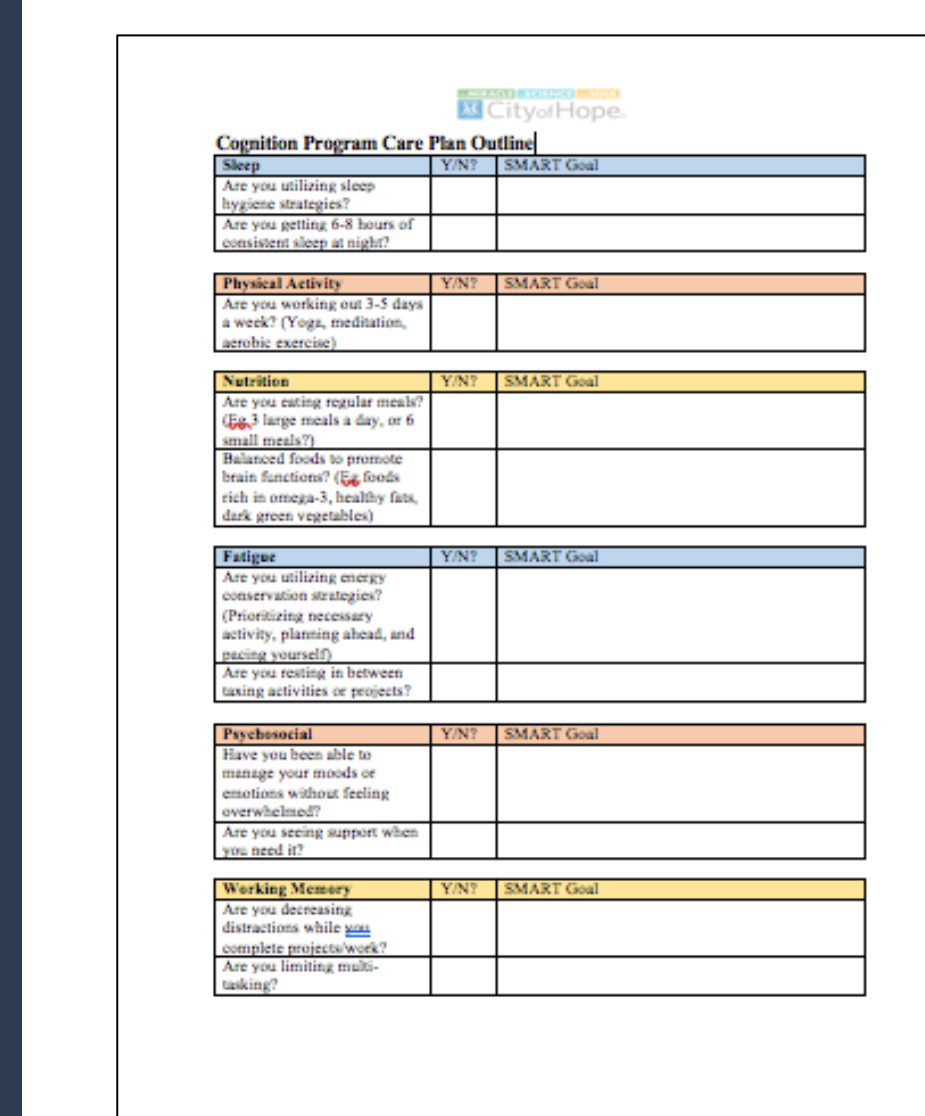 the MIRACLE of SCIENCE with SOUL
CityofHope.
Cognition Program Care Plan Outline
Sleep Y/N? SMART Goal
Are you utilizing sleep
hygiene strategies?
Are you getting 6-8 hours of
consistent sleep at night?
Physical Activity Y/N? SMART Goal
Are you working out 3-5 days
a week? (Yoga, meditation,
aerobic exercise)
Nutrition Y/N? SMART Goal
Are you eating regular meals?
(Eg.3 large meals a day, or 6
small meals?)
Balanced foods to promote
brain functions? (Eg.foods
rich in omega-3, healthy fats,
dark green vegetables)
Fatigue Y/N? SMART Goal
Are you utilizing energy
conservation strategies?
(Prioritizing necessary
activity, planning ahead, and
pacing yourself)
Are you resting in between
taxing activities or projects?
Psychosocial Y/N? SMART Goal
Have you been able to
manage your moods or
emotions without feeling
overwhelmed?
Are you seeing support when
you need it?
Working Memory Y/N? SMART Goal
Are you decreasing
distractions while you
complete projects/work?
Are you limiting multi-
tasking?